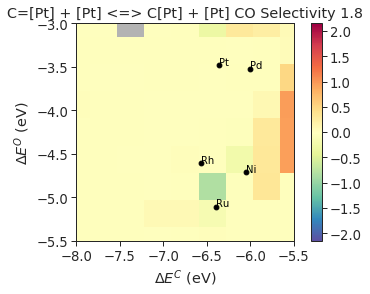 C=[Pt] + [Pt] <=> C[Pt] + [Pt] CO Selectivity 1.8
−3.0
−3.5
−4.0
−4.5
−5.0
−5.5
ΔE^O (eV)
Pt
Pd
Rh
Ni
Ru
−8.0 −7.5 −7.0 −6.5 −6.0 −5.5
ΔE^C (eV)
2.0
1.5
1.0
0.5
0.0
−0.5
−1.0
−1.5
−2.0